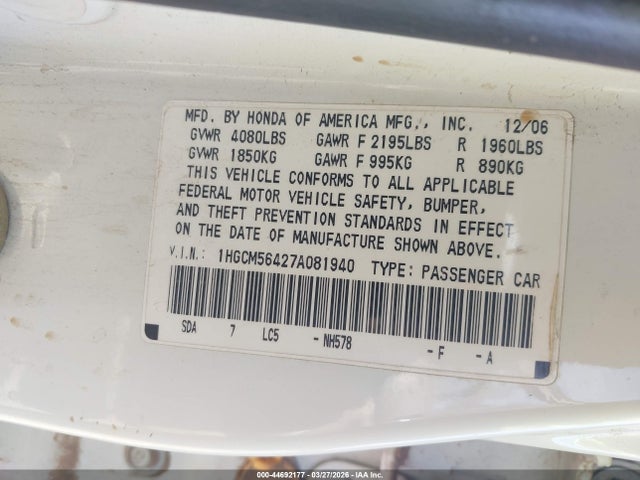 MFD. BY HONDA OF AMERICA MFG., INC. 12/06
GVWR 4080LBS GAWR F 2195LBS R 1960LBS
GVWR 1850KG GAWR F 995KG R 890KG
THIS VEHICLE CONFORMS TO ALL APPLICABLE
FEDERAL MOTOR VEHICLE SAFETY, BUMPER,
AND THEFT PREVENTION STANDARDS IN EFFECT
ON THE DATE OF MANUFACTURE SHOWN ABOVE.
V.I.N.: 1HGCM56427A081940 TYPE: PASSENGER CAR
SDA 7 LC5 - NH578 - F - A
000-44692177 - 03/27/2026 - IAAI.COM